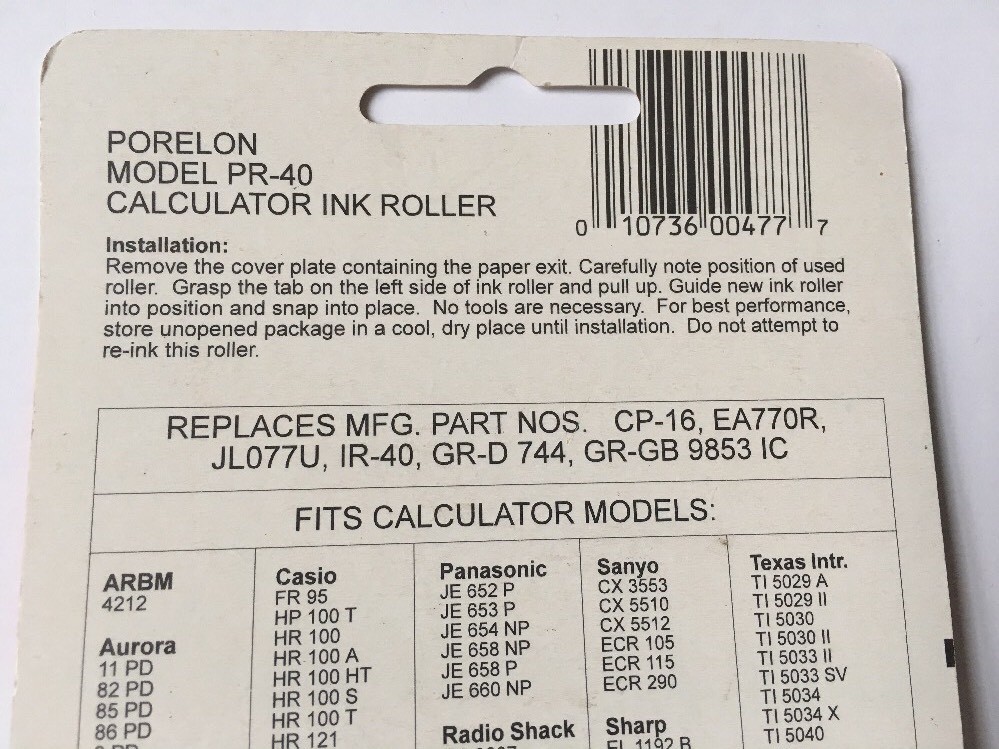 PORELON
MODEL PR-40
CALCULATOR INK ROLLER
0 10736 00477 7
Installation:
Remove the cover plate containing the paper exit. Carefully note position of used
roller. Grasp the tab on the left side of ink roller and pull up. Guide new ink roller
into position and snap into place. No tools are necessary. For best performance,
store unopened package in a cool, dry place until installation. Do not attempt to
re-ink this roller.
REPLACES MFG. PART NOS. CP-16, EA770R,
JL077U, IR-40, GR-D 744, GR-GB 9853 IC
FITS CALCULATOR MODELS:
ARBM
4212
Aurora
11 PD
82 PD
85 PD
86 PD
Casio
FR 95
HP 100 T
HR 100
HR 100 A
HR 100 HT
HR 100 S
HR 100 T
HR 121
Panasonic
JE 652 P
JE 653 P
JE 654 NP
JE 658 NP
JE 658 P
JE 660 NP
Radio Shack
Sanyo
CX 3553
CX 5510
CX 5512
ECR 105
ECR 115
ECR 290
Sharp
EL 1192 B
Texas Intr.
TI 5029 A
TI 5029 II
TI 5030
TI 5030 II
TI 5033 II
TI 5033 SV
TI 5034
TI 5034 X
TI 5040